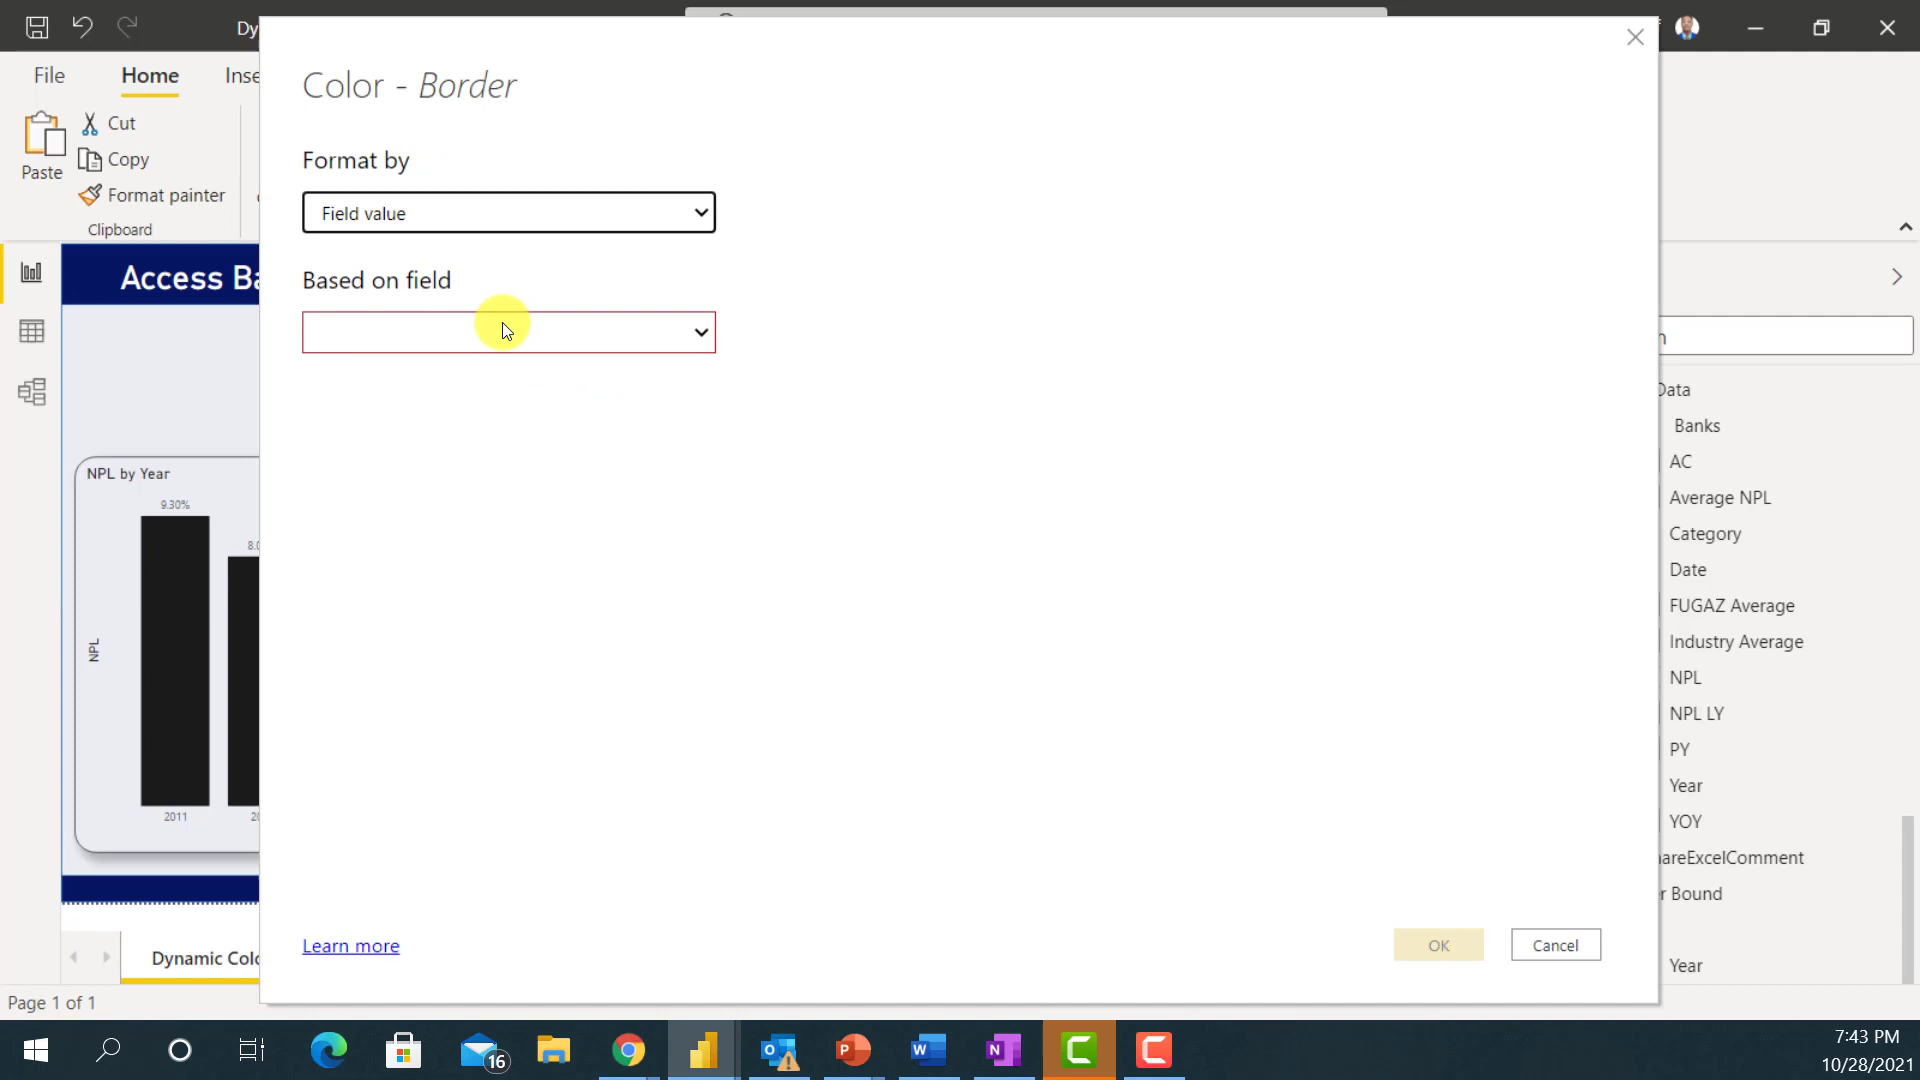 Dy
File
Home
Inse
Paste
Cut
Copy
Format painter
Clipboard
Color - Border
Format by
Field value
Based on field
Learn more
OK
Cancel
Access Ba
NPL by Year
9.30%
8.0
NPL
2011
20
Data
Banks
AC
Average NPL
Category
Date
FUGAZ Average
Industry Average
NPL
NPL LY
PY
Year
YOY
areExcelComment
r Bound
Year
Dynamic Colo
Page 1 of 1
16
7:43 PM
10/28/2021